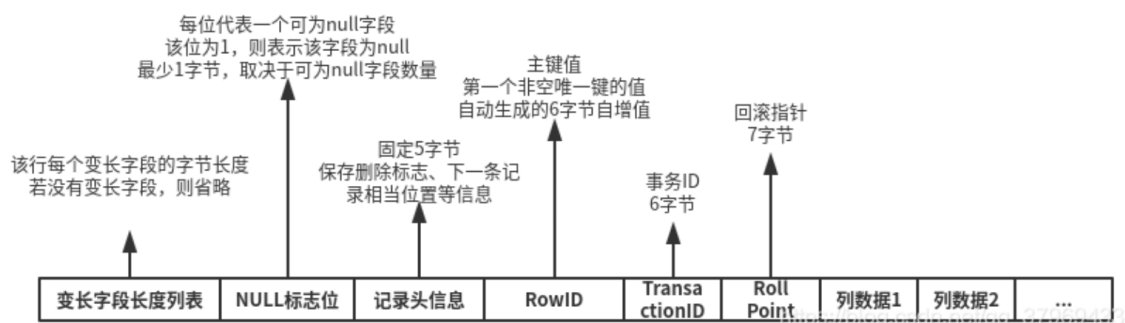 每位代表一个可为null字段
该位为1，则表示该字段为null
最少1字节，取决于可为null字段数量
主键值
第一个非空唯一键的值
自动生成的6字节自增值
回滚指针
7字节
该行每个变长字段的字节长度
若没有变长字段，则省略
固定5字节
保存删除标志、下一条记
录相当位置等信息
事务ID
6字节
变长字段长度列表
NULL标志位
记录头信息
RowID
Transa
ctionID
Roll
Point
列数据1
列数据2
...